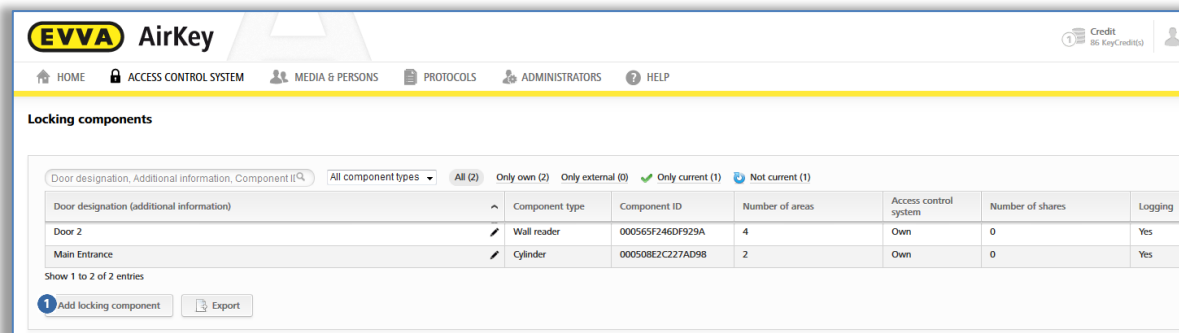 EVVA AirKey
Credit
86 KeyCredit(s)
HOME ACCESS CONTROL SYSTEM MEDIA & PERSONS PROTOCOLS ADMINISTRATORS HELP
Locking components
Door designation, Additional information, Component I All component types All (2) Only own (2) Only external (0) Only current (1) Not current (1)
Door designation (additional information) Component type Component ID Number of areas Access control system Number of shares Logging
Door 2 Wall reader 000565F246DF929A 4 Own 0 Yes
Main Entrance Cylinder 000508E2C227AD98 2 Own 0 Yes
Show 1 to 2 of 2 entries
1 Add locking component Export